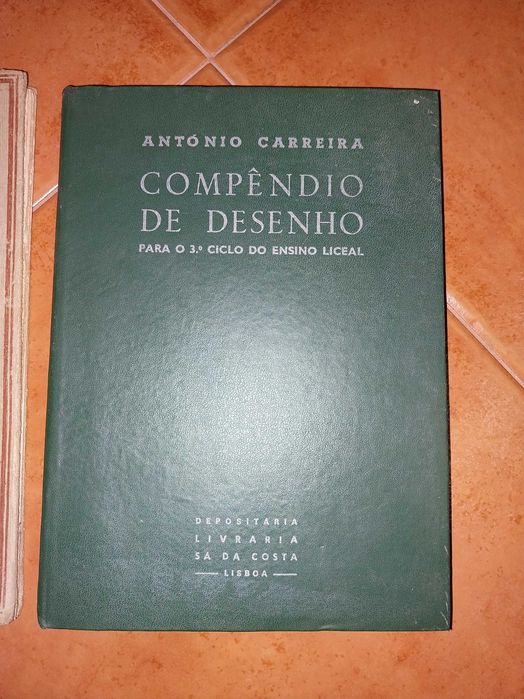 ANTÓNIO CARREIRA
COMPÊNDIO
DE DESENHO
PARA O 3.º CICLO DO ENSINO LICEAL
DEPOSITÁRIA
LIVRARIA
SÁ DA COSTA
LISBOA